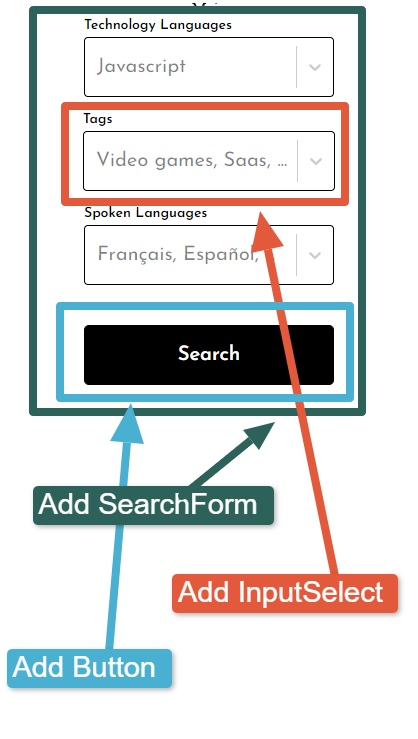 Technology Languages
Javascript
Tags
Video games, Saas, ...
Spoken Languages
Français, Español,
Search
Add SearchForm
Add InputSelect
Add Button